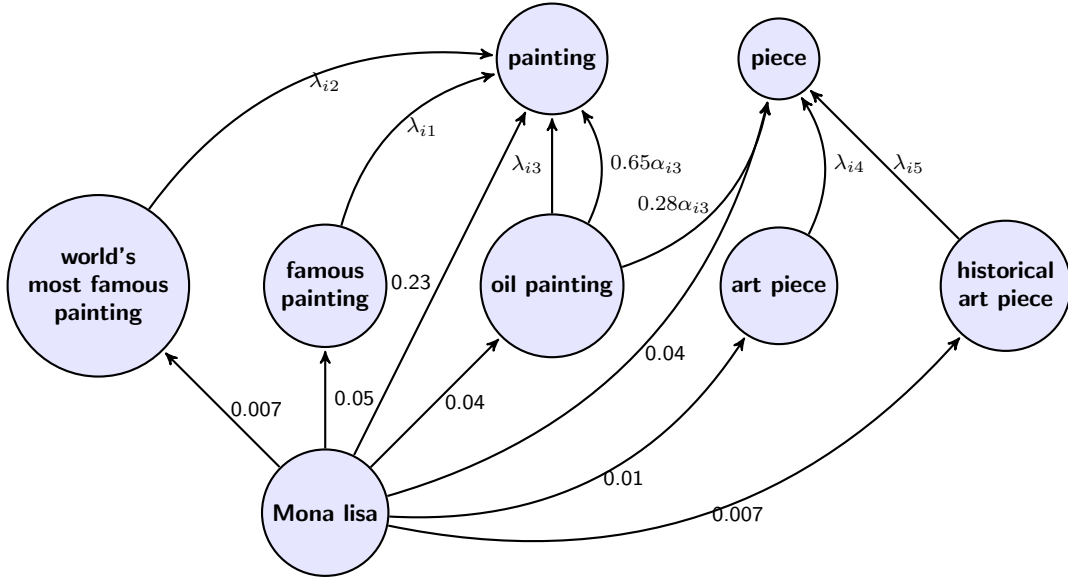 painting
piece
λi2
λi1
λi3
0.65αi3
0.28αi3
λi4
λi5
world's
most famous
painting
famous
painting
0.23
oil painting
art piece
historical
art piece
0.04
0.007
0.05
0.04
0.01
0.007
Mona lisa